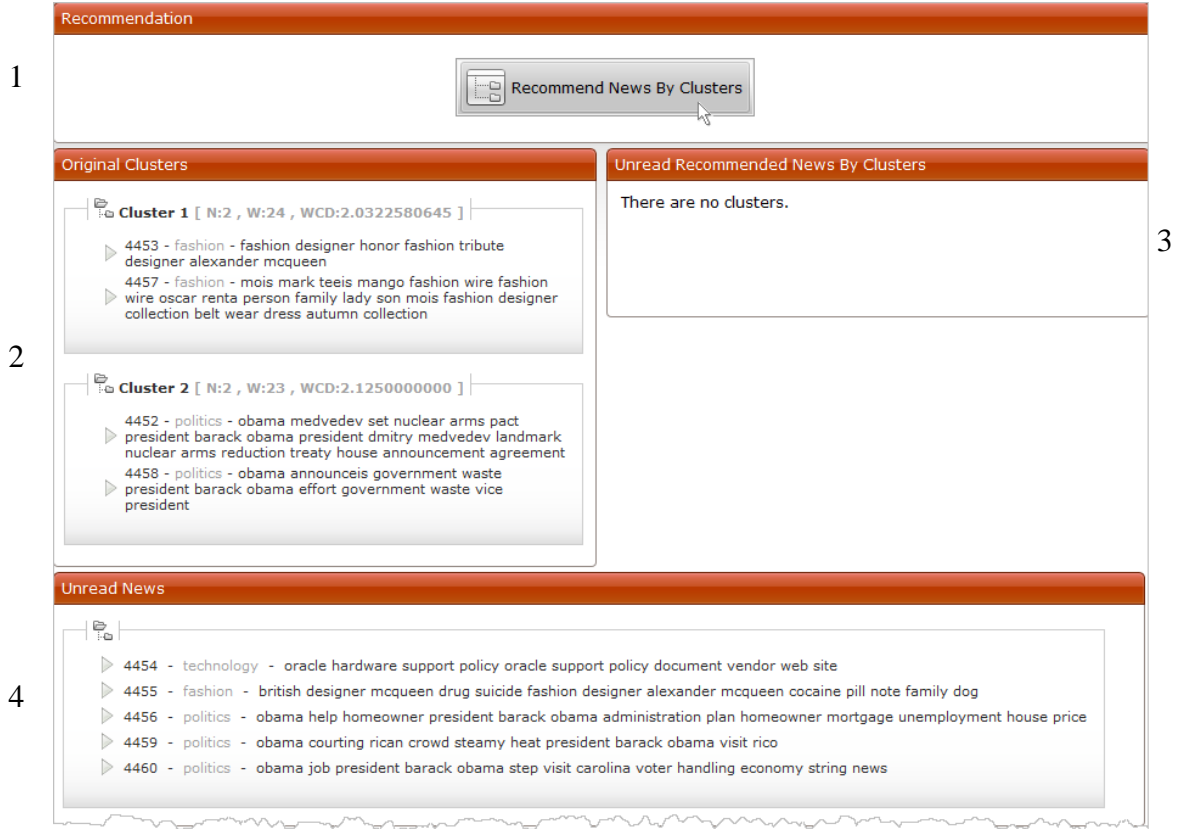 Recommendation
1
Recommend News By Clusters
Original Clusters
Cluster 1 [ N:2 , W:24 , WCD:2.0322580645 ]
4453 - fashion - fashion designer honor fashion tribute
designer alexander mcqueen
4457 - fashion - mois mark teeis mango fashion wire fashion
wire oscar renta person family lady son mois fashion designer
collection belt wear dress autumn collection
2
Cluster 2 [ N:2 , W:23 , WCD:2.1250000000 ]
4452 - politics - obama medvedev set nuclear arms pact
president barack obama president dmitry medvedev landmark
nuclear arms reduction treaty house announcement agreement
4458 - politics - obama announceis government waste
president barack obama effort government waste vice
president
Unread Recommended News By Clusters
There are no clusters.
3
Unread News
4
4454 - technology - oracle hardware support policy oracle support policy document vendor web site
4455 - fashion - british designer mcqueen drug suicide fashion designer alexander mcqueen cocaine pill note family dog
4456 - politics - obama help homeowner president barack obama administration plan homeowner mortgage unemployment house price
4459 - politics - obama courting rican crowd steamy heat president barack obama visit rico
4460 - politics - obama job president barack obama step visit carolina voter handling economy string news